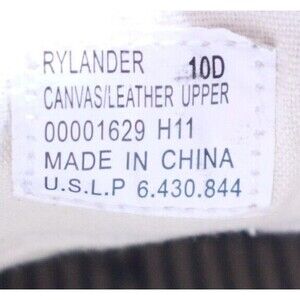 RYLANDER 10D
CANVAS/LEATHER UPPER
00001629 H11
MADE IN CHINA
U.S.L.P 6.430.844